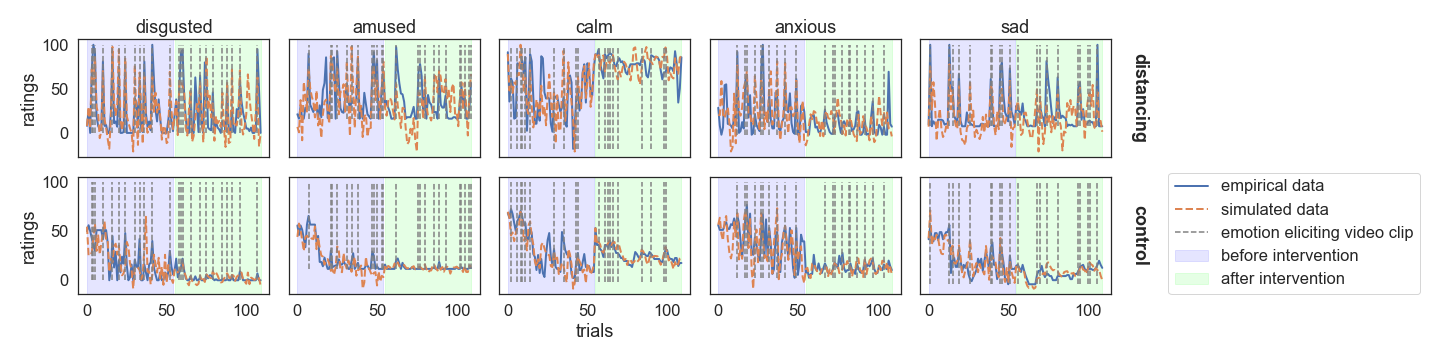 disgusted
amused
calm
anxious
sad
ratings
100
50
0
distancing
ratings
100
50
0
control
0
50
100
0
50
100
0
50
100
0
50
100
0
50
100
trials
empirical data
simulated data
emotion eliciting video clip
before intervention
after intervention